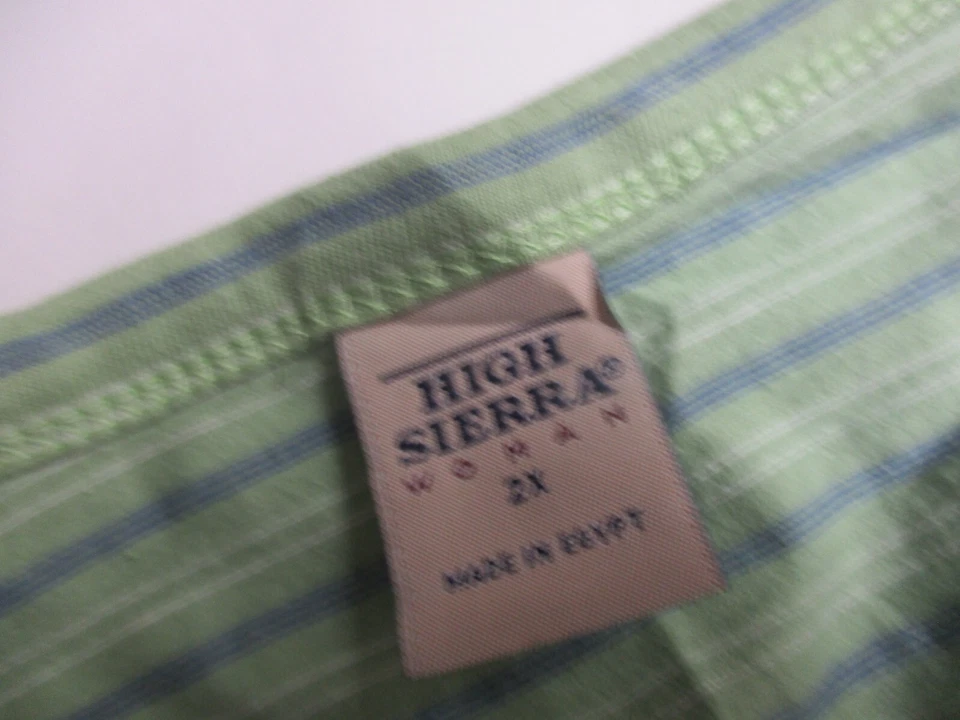 HIGH
SIERRA®
WOMAN
2X
MADE IN EGYPT